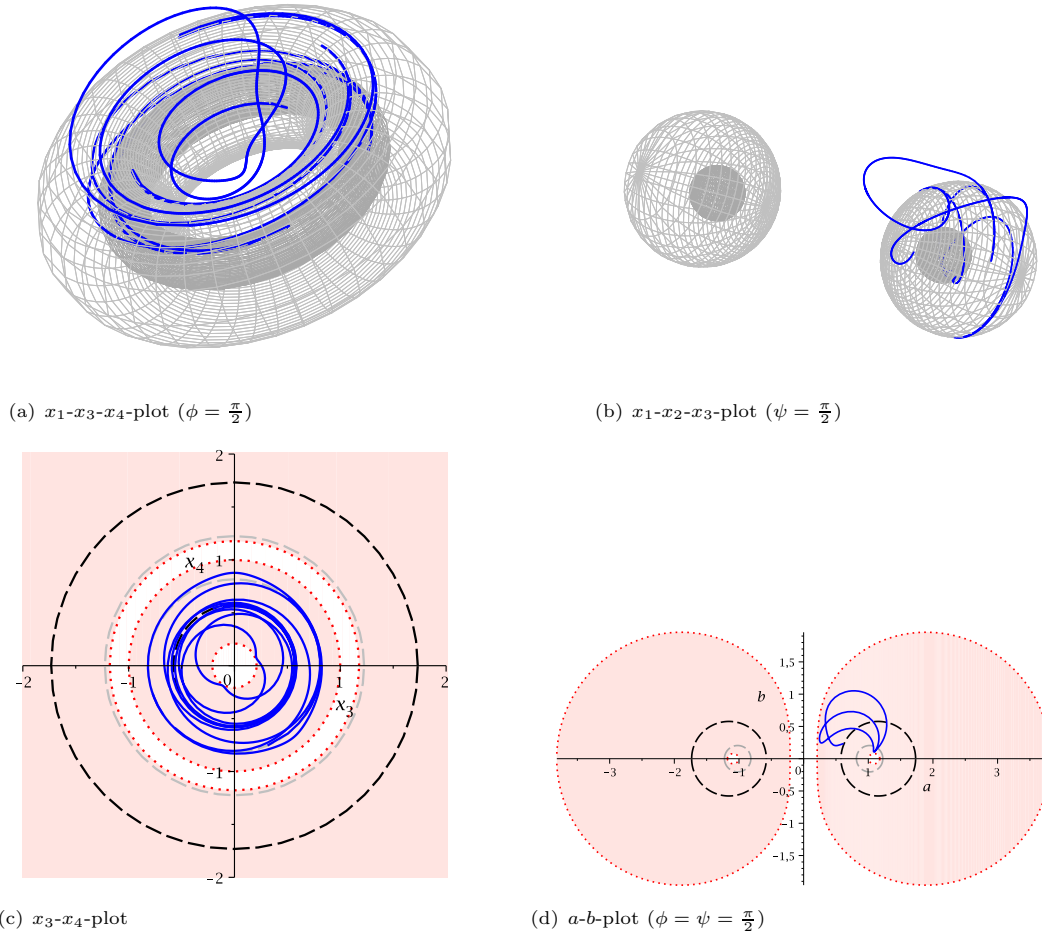 (a) x₁-x₃-x₄-plot (ϕ = π/2)
(b) x₁-x₂-x₃-plot (ψ = π/2)
2
x₄ 1
-2 -1 0 1 2
x₃
-1
-2
(c) x₃-x₄-plot
1,5
b 1
0,5
-3 -2 -1 0 1 2 3
-0,5 a
-1
-1,5
(d) a-b-plot (ϕ = ψ = π/2)